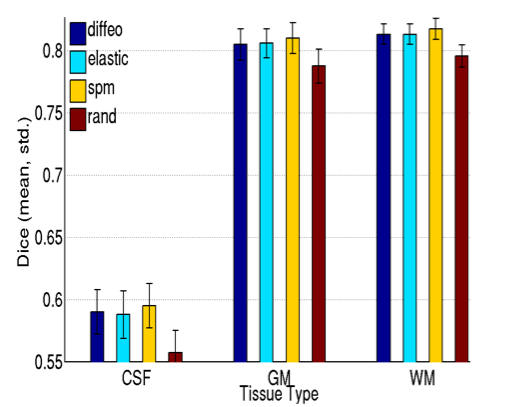 diffeo
elastic
spm
rand
0.8
0.75
0.7
0.65
0.6
0.55
Dice (mean, std.)
CSF GM WM
Tissue Type